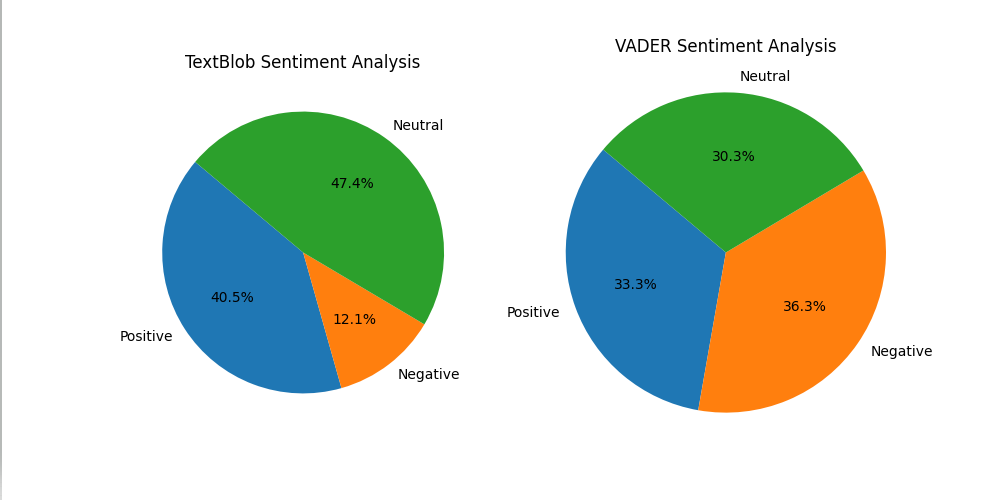 TextBlob Sentiment Analysis
Neutral
47.4%
40.5%
12.1%
Positive
Negative
VADER Sentiment Analysis
Neutral
30.3%
33.3%
36.3%
Positive
Negative